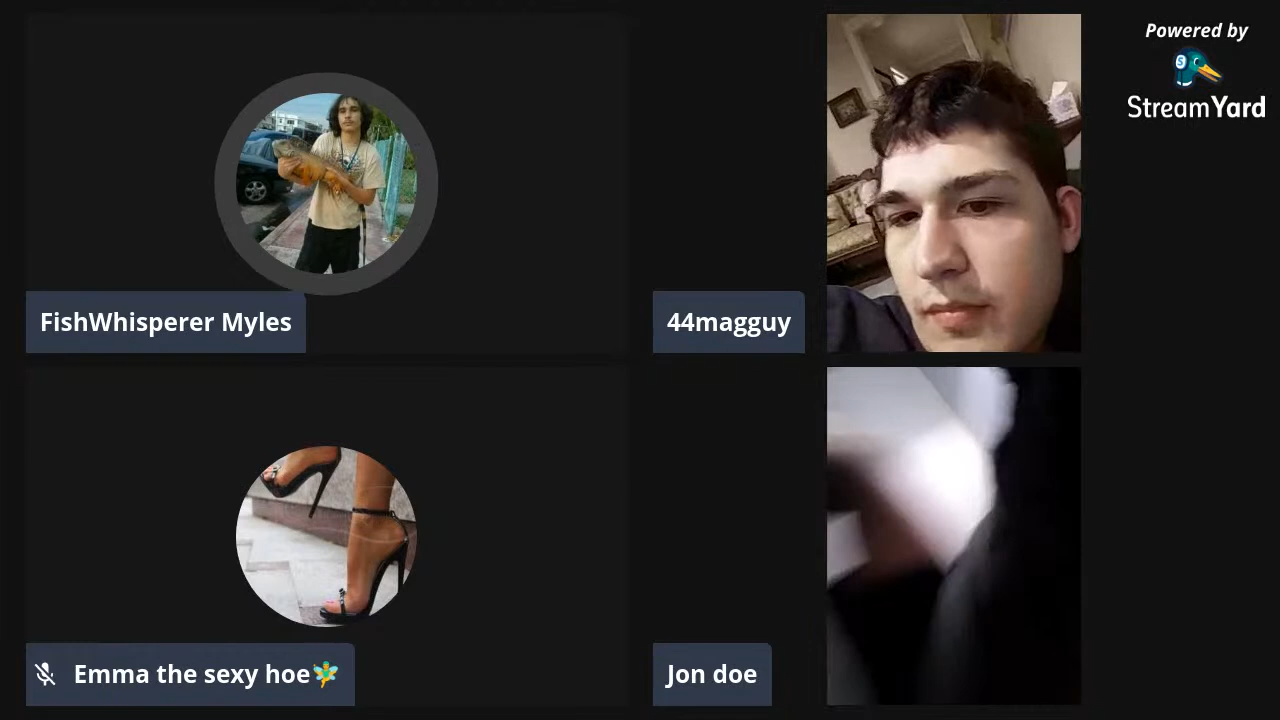 Powered by
StreamYard
FishWhisperer Myles
44magguy
Emma the sexy hoe🧚
Jon doe